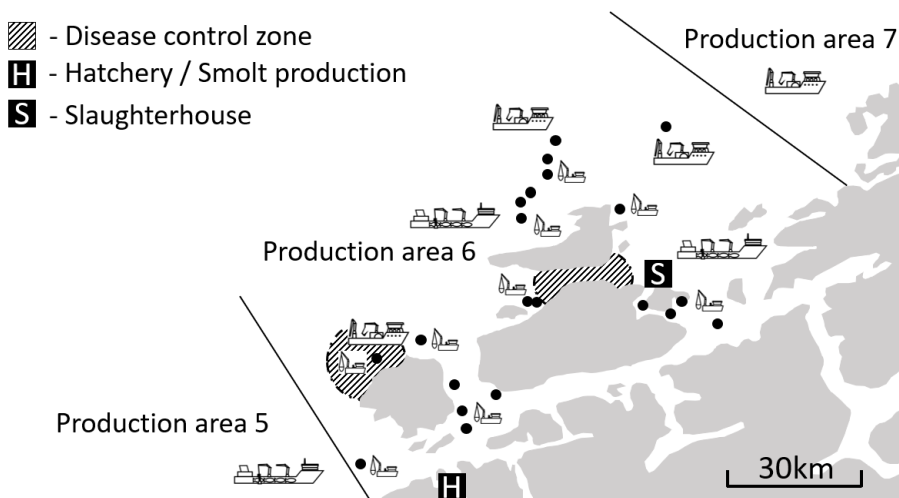 - Disease control zone
H - Hatchery / Smolt production
S - Slaughterhouse
Production area 7
Production area 6
S
Production area 5
30km
H